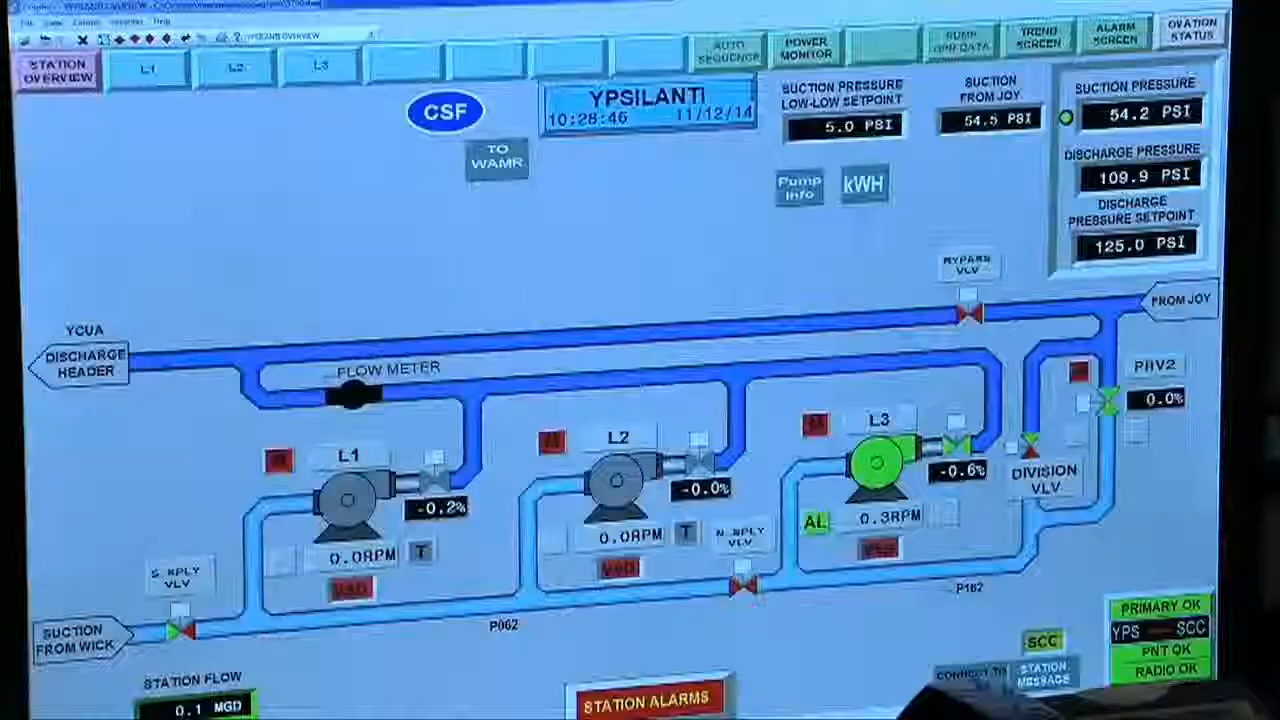 STATION
OVERVIEW
L1
L2
L3
AUTO
SEQUENCE
POWER
MONITOR
TREND
SCREEN
ALARM
SCREEN
OVATION
STATUS
CSF
YPSILANTI
10:28:46 11/12/14
TO
WAMR
SUCTION PRESSURE
LOW-LOW SETPOINT
5.0 PSI
SUCTION
FROM JOY
54.5 PSI
SUCTION PRESSURE
54.2 PSI
DISCHARGE PRESSURE
109.9 PSI
DISCHARGE
PRESSURE SETPOINT
125.0 PSI
Pump
Info
kWH
BYPASS
VLV
FROM JOY
YCUA
DISCHARGE
HEADER
FLOW METER
PRV2
0.0%
L1
-0.2%
0.0RPM
T
L2
-0.0%
0.0RPM
T
L3
-0.6%
AL
0.3RPM
DIVISION
VLV
N. SPLY
VLV
S. SPLY
VLV
SUCTION
FROM WICK
P062
P162
STATION FLOW
0.1 MGD
STATION ALARMS
SCC
CONNECT TO
STATION
MESSAGE
PRIMARY OK
YPS SCC
PNT OK
RADIO OK